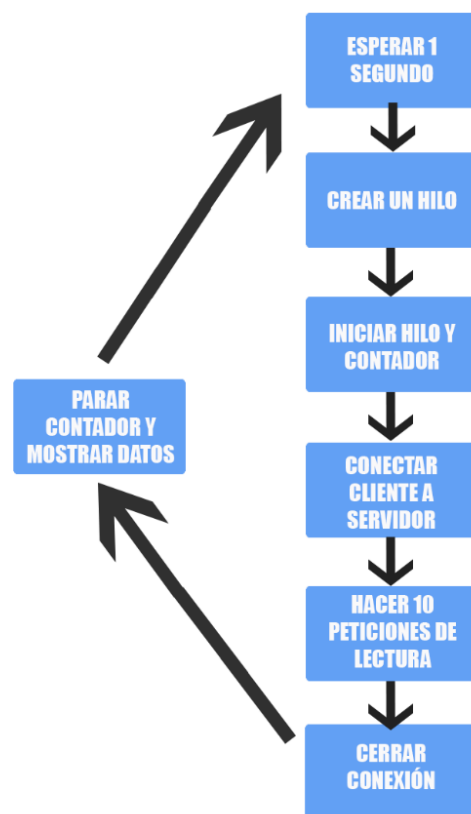 ESPERAR 1
SEGUNDO
CREAR UN HILO
INICIAR HILO Y
CONTADOR
CONECTAR
CLIENTE A
SERVIDOR
HACER 10
PETICIONES DE
LECTURA
CERRAR
CONEXIÓN
PARAR
CONTADOR Y
MOSTRAR DATOS